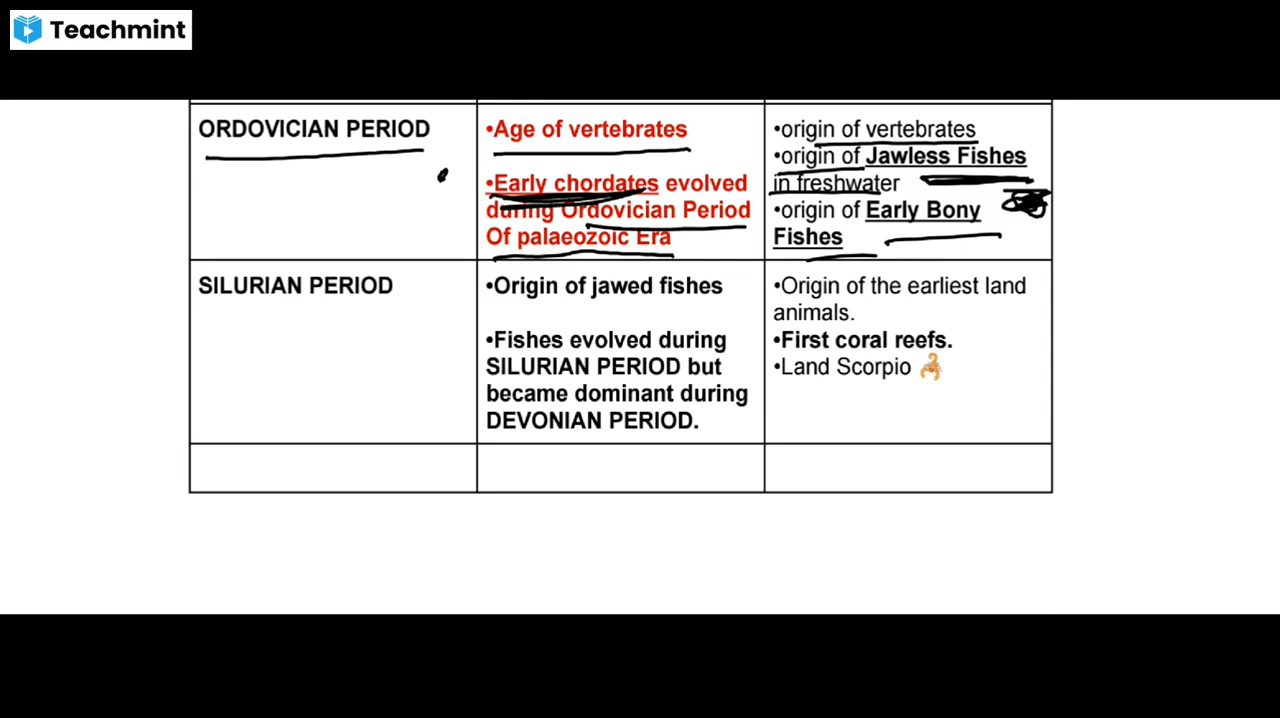 Teachmint
ORDOVICIAN PERIOD
•Age of vertebrates
•Early chordates evolved
during Ordovician Period
Of palaeozoic Era
•origin of vertebrates
•origin of Jawless Fishes
in freshwater
•origin of Early Bony
Fishes
SILURIAN PERIOD
•Origin of jawed fishes
•Fishes evolved during
SILURIAN PERIOD but
became dominant during
DEVONIAN PERIOD.
•Origin of the earliest land
animals.
•First coral reefs.
•Land Scorpio 🦂